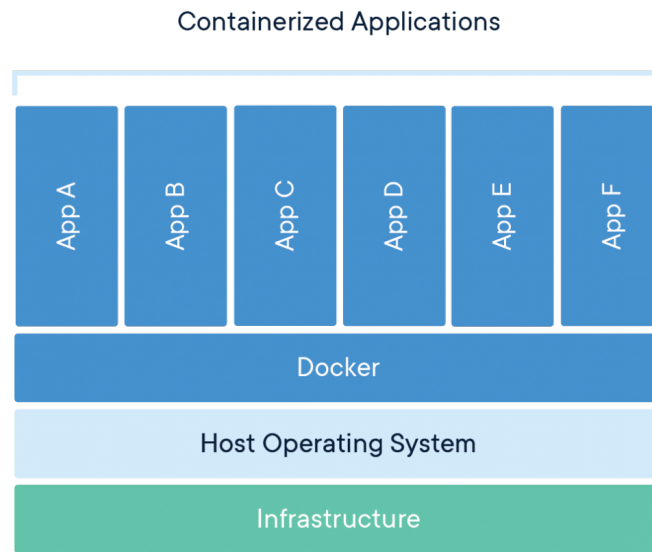 Containerized Applications
App A
App B
App C
App D
App E
App F
Docker
Host Operating System
Infrastructure